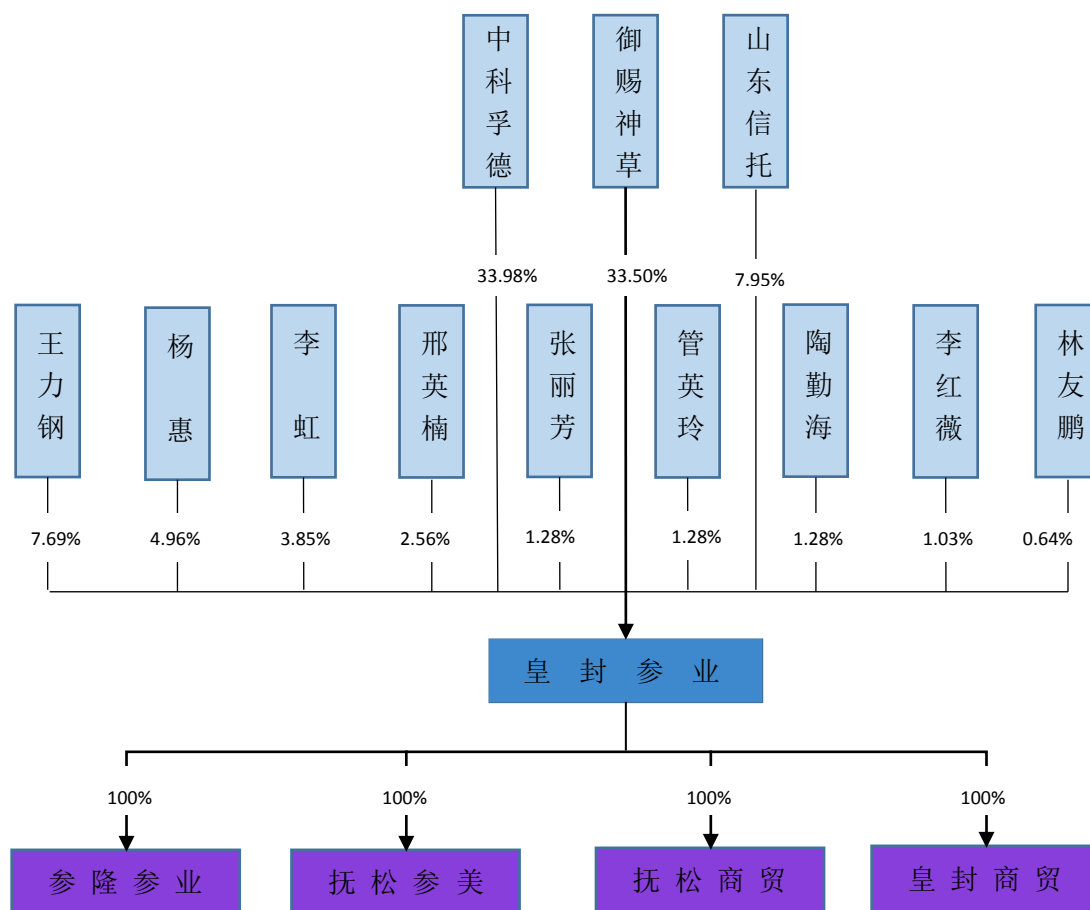 中科孚德
御赐神草
山东信托
33.98%
33.50%
7.95%
王力钢
杨惠
李虹
邢英楠
张丽芳
管英玲
陶勤海
李红薇
林友鹏
7.69%
4.96%
3.85%
2.56%
1.28%
1.28%
1.28%
1.03%
0.64%
皇封参业
100%
100%
100%
100%
参隆参业
抚松参美
抚松商贸
皇封商贸